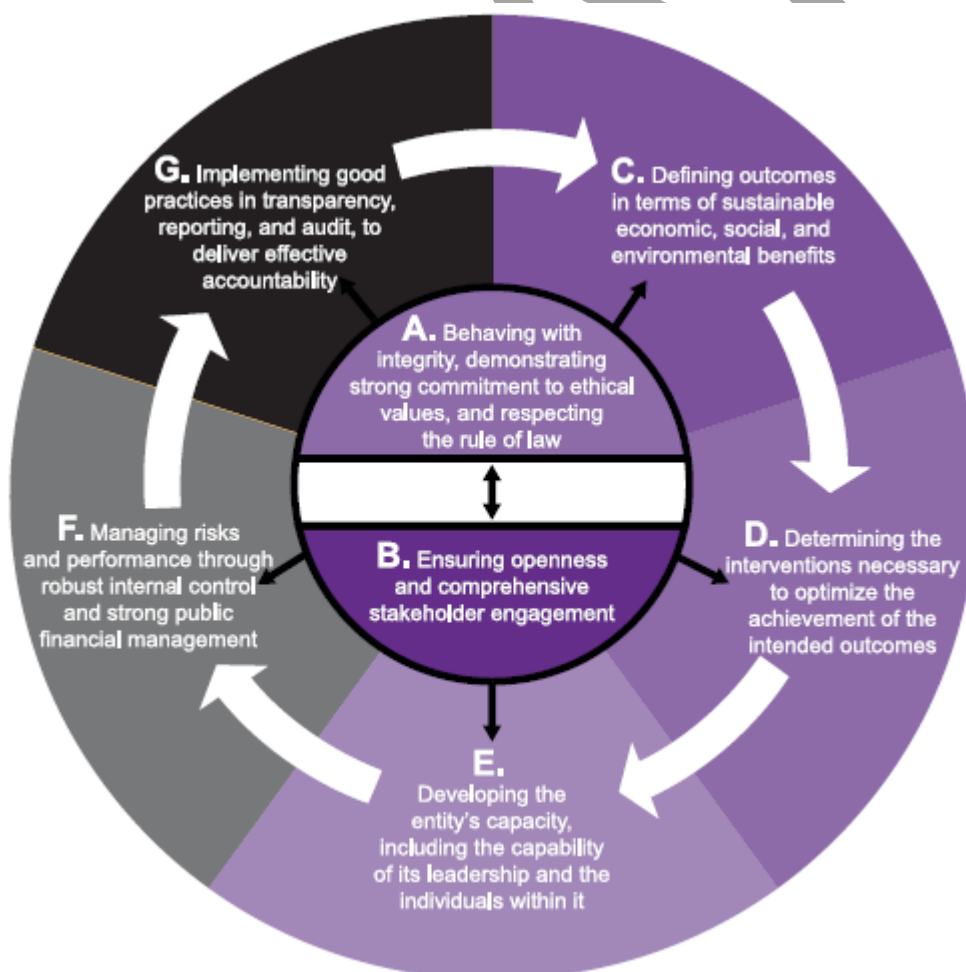 G. Implementing good
practices in transparency,
reporting, and audit, to
deliver effective
accountability
C. Defining outcomes
in terms of sustainable
economic, social, and
environmental benefits
A. Behaving with
integrity, demonstrating
strong commitment to ethical
values, and respecting
the rule of law
B. Ensuring openness
and comprehensive
stakeholder engagement
F. Managing risks
and performance through
robust internal control
and strong public
financial management
D. Determining the
interventions necessary
to optimize the
achievement of the
intended outcomes
E.
Developing the
entity's capacity,
including the capability
of its leadership and the
individuals within it